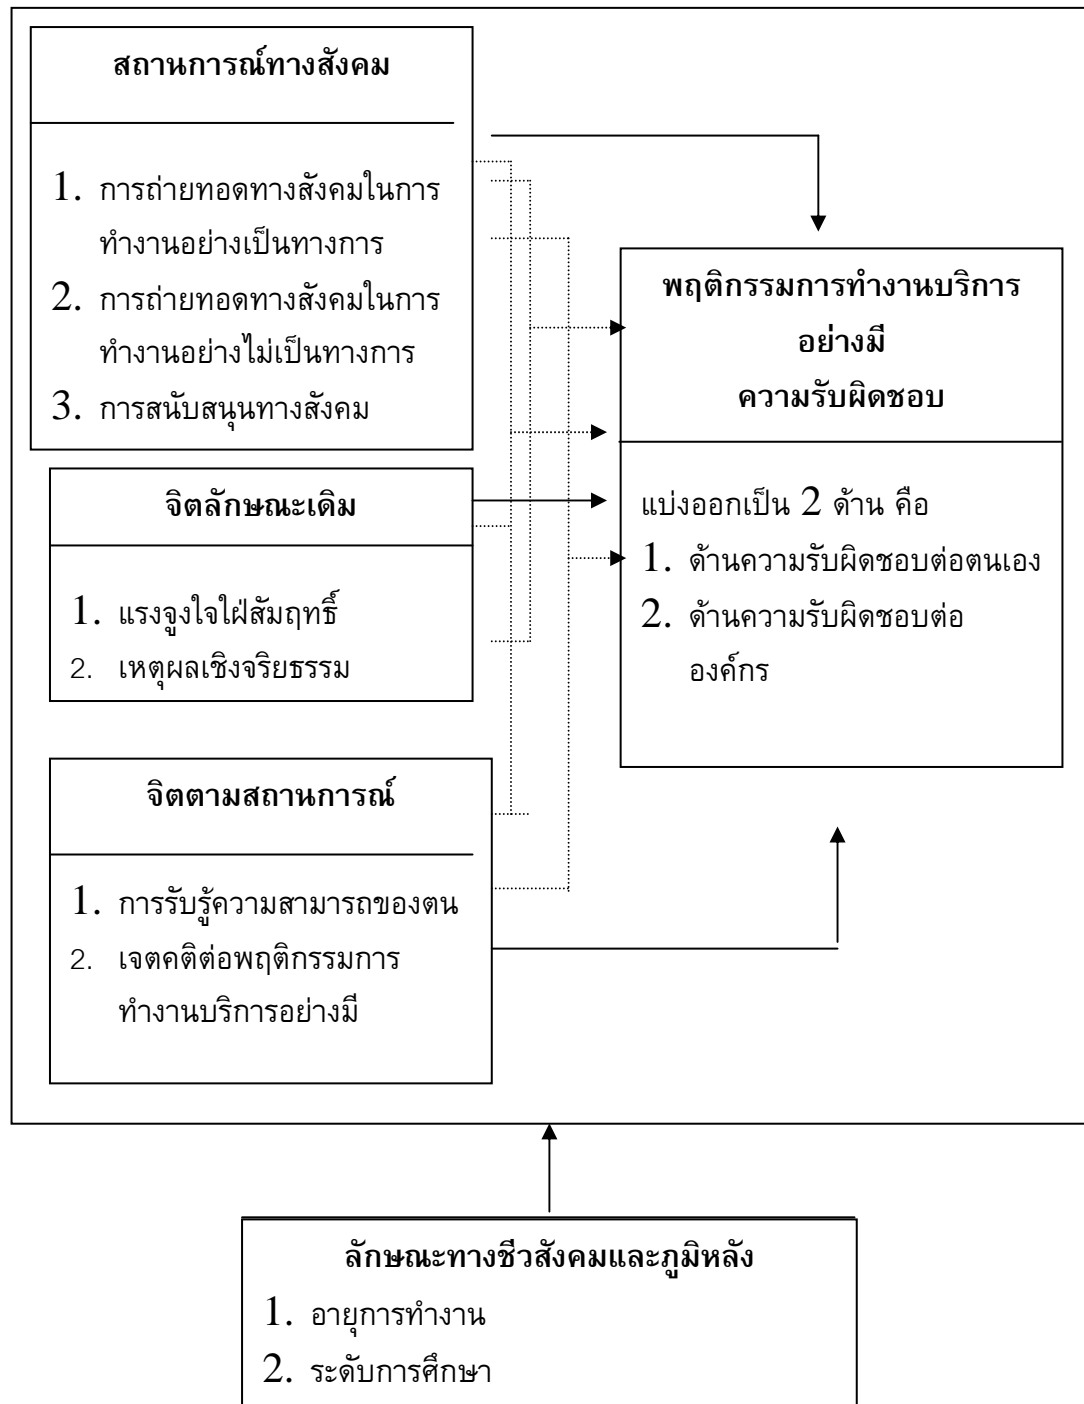 สถานการณ์ทางสังคม
1. การถ่ายทอดทางสังคมในการ
ทำงานอย่างเป็นทางการ
2. การถ่ายทอดทางสังคมในการ
ทำงานอย่างไม่เป็นทางการ
3. การสนับสนุนทางสังคม
จิตลักษณะเดิม
1. แรงจูงใจใฝ่สัมฤทธิ์
2. เหตุผลเชิงจริยธรรม
จิตตามสถานการณ์
1. การรับรู้ความสามารถของตน
2. เจตคติต่อพฤติกรรมการ
ทำงานบริการอย่างมี
พฤติกรรมการทำงานบริการ
อย่างมี
ความรับผิดชอบ
แบ่งออกเป็น 2 ด้าน คือ
1. ด้านความรับผิดชอบต่อตนเอง
2. ด้านความรับผิดชอบต่อ
องค์กร
ลักษณะทางชีวสังคมและภูมิหลัง
1. อายุการทำงาน
2. ระดับการศึกษา